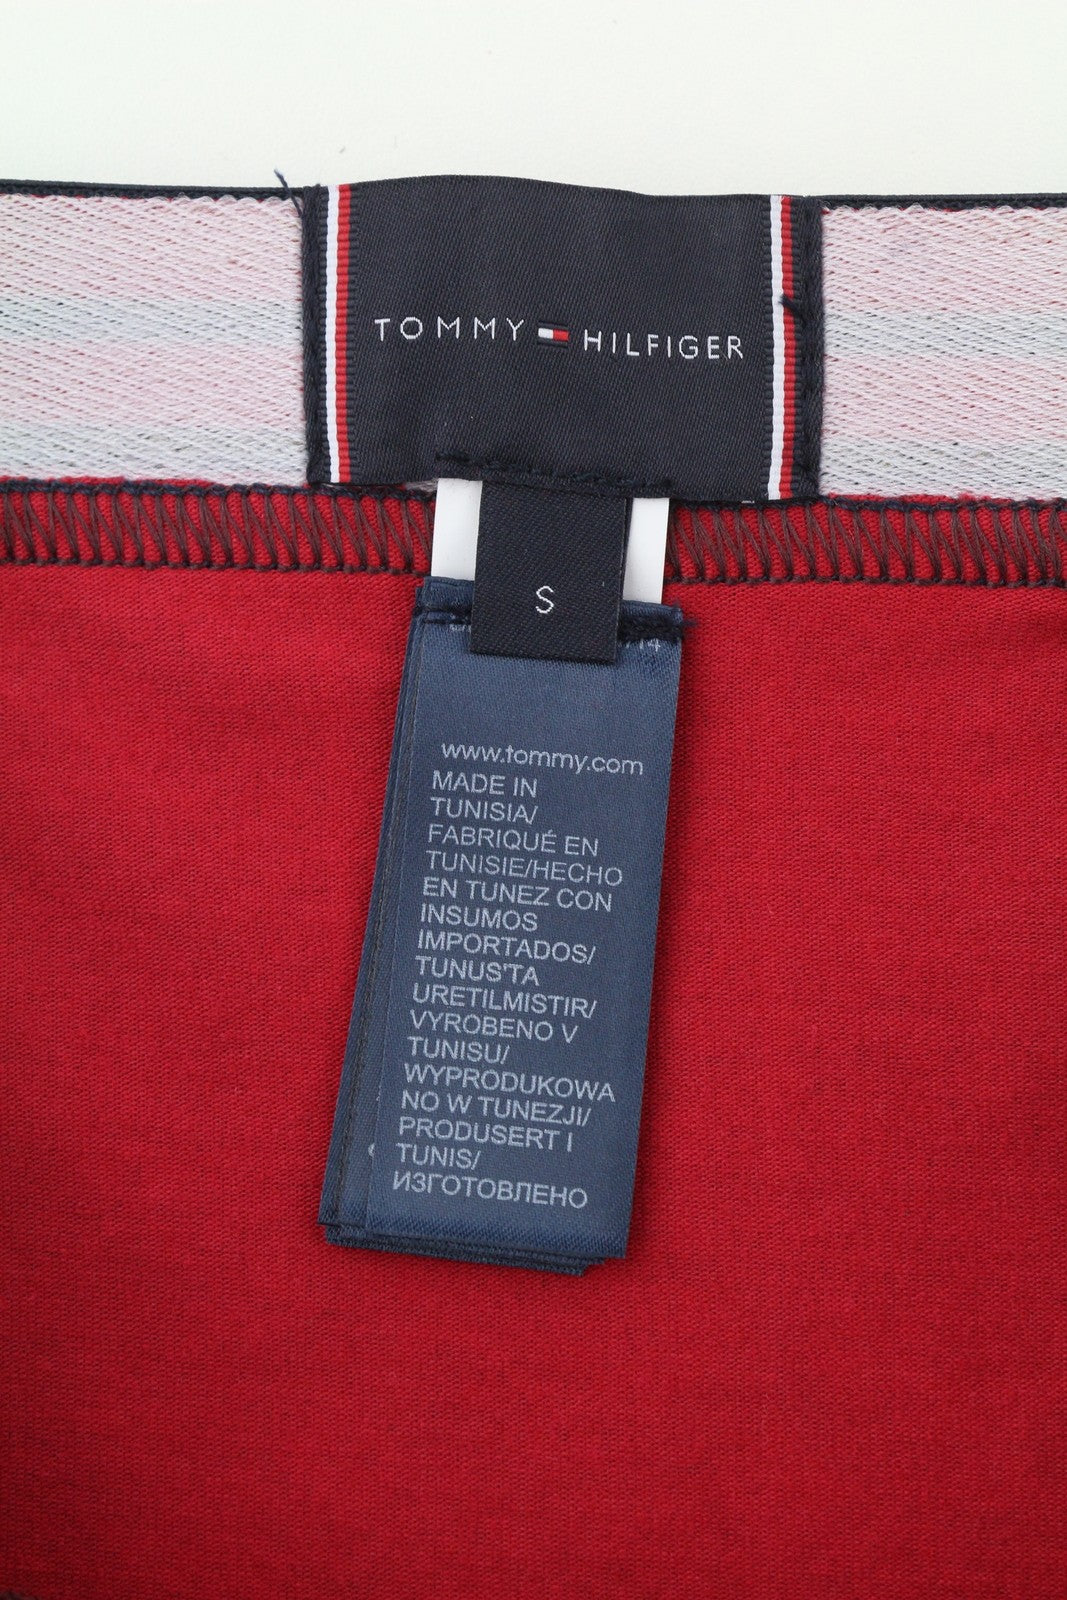 TOMMY HILFIGER
S
14
www.tommy.com
MADE IN
TUNISIA/
FABRIQUÉ EN
TUNISIE/HECHO
EN TUNEZ CON
INSUMOS
IMPORTADOS/
TUNUS'TA
URETILMISTIR/
VYROBENO V
TUNISU/
WYPRODUKOWA
NO W TUNEZJI/
PRODUSERT I
TUNIS/
ИЗГОТОВЛЕНО